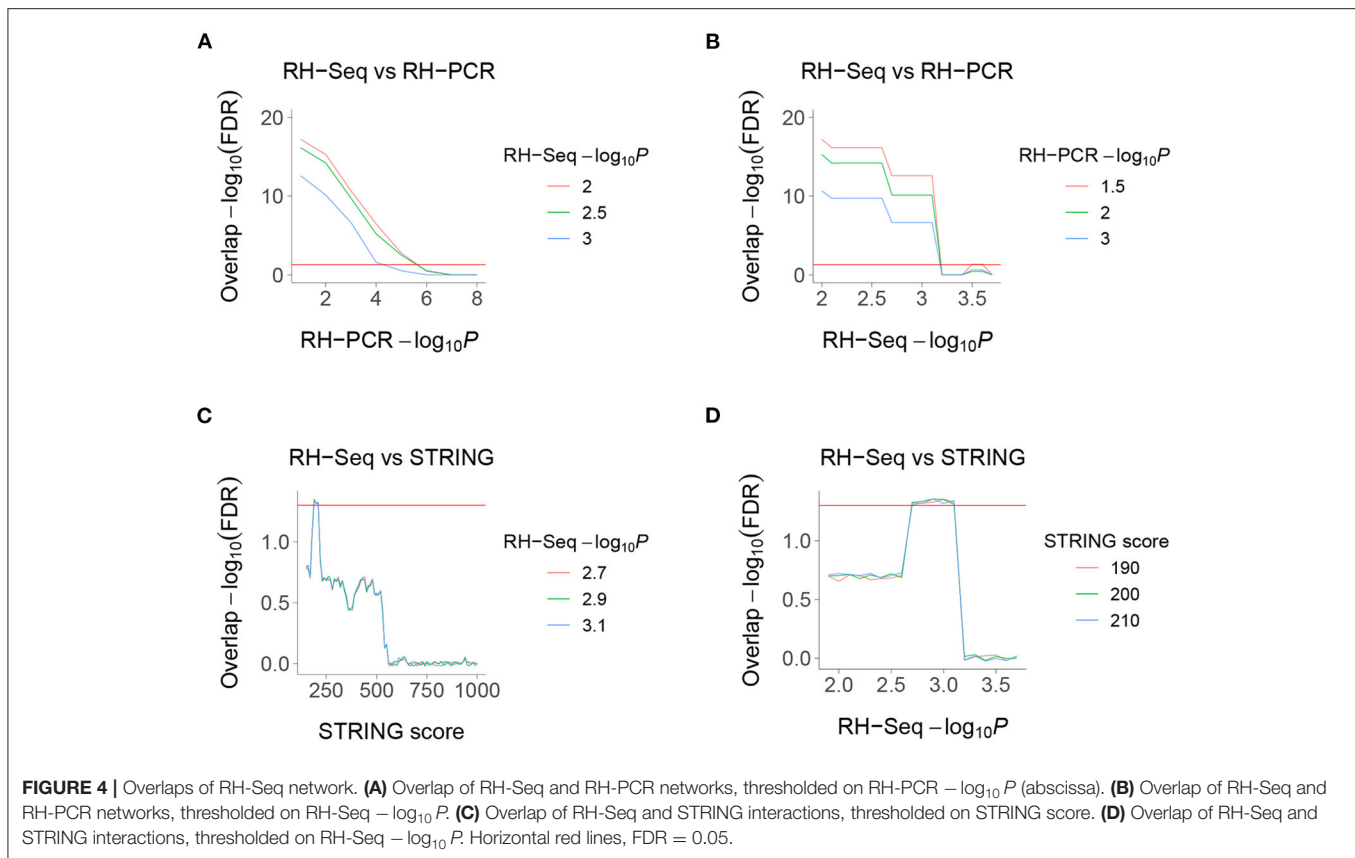 A
RH−Seq vs RH−PCR
Overlap −log10(FDR)
20
10
0
2 4 6 8
RH−PCR −log10P
RH−Seq −log10P
2
2.5
3
B
RH−Seq vs RH−PCR
Overlap −log10(FDR)
20
10
0
2 2.5 3 3.5
RH−Seq −log10P
RH−PCR −log10P
1.5
2
3
C
RH−Seq vs STRING
Overlap −log10(FDR)
1.0
0.5
0.0
250 500 750 1000
STRING score
RH−Seq −log10P
2.7
2.9
3.1
D
RH−Seq vs STRING
Overlap −log10(FDR)
1.0
0.5
0.0
2.0 2.5 3.0 3.5
RH−Seq −log10P
STRING score
190
200
210
FIGURE 4 | Overlaps of RH-Seq network. (A) Overlap of RH-Seq and RH-PCR networks, thresholded on RH-PCR −log10 P (abscissa). (B) Overlap of RH-Seq and
RH-PCR networks, thresholded on RH-Seq −log10 P. (C) Overlap of RH-Seq and STRING interactions, thresholded on STRING score. (D) Overlap of RH-Seq and
STRING interactions, thresholded on RH-Seq −log10 P. Horizontal red lines, FDR = 0.05.